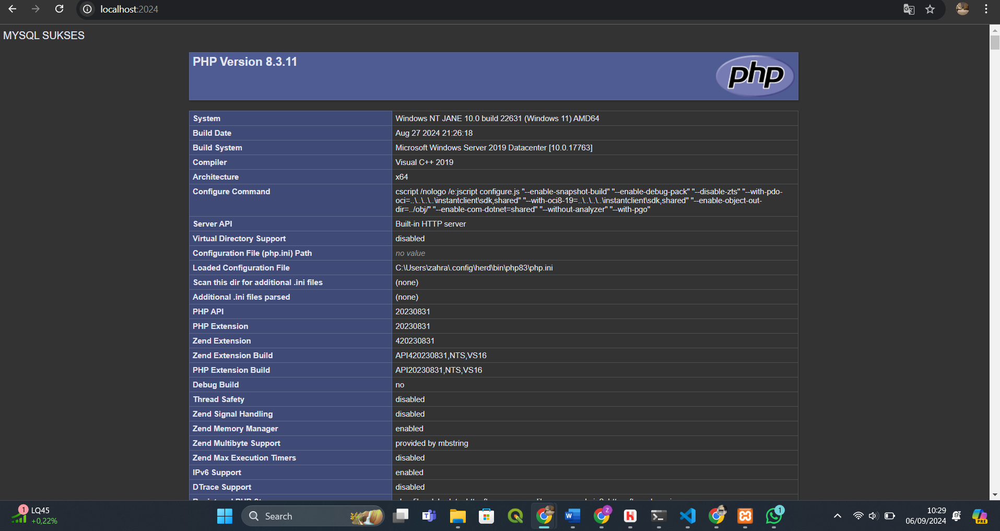 localhost:2024
MYSQL SUKSES
PHP Version 8.3.11
php
System Windows NT JANE 10.0 build 22631 (Windows 11) AMD64
Build Date Aug 27 2024 21:26:18
Build System Microsoft Windows Server 2019 Datacenter [10.0.17763]
Compiler Visual C++ 2019
Architecture x64
Configure Command cscript /nologo /e:jscript configure.js "--enable-snapshot-build" "--enable-debug-pack" "--disable-zts" "--with-pdo-
oci=..\..\..\..\instantclient\sdk,shared" "--with-oci8-19=..\..\..\..\instantclient\sdk,shared" "--enable-object-out-
dir=../obj/" "--enable-com-dotnet=shared" "--without-analyzer" "--with-pgo"
Server API Built-in HTTP server
Virtual Directory Support disabled
Configuration File (php.ini) Path no value
Loaded Configuration File C:\Users\zahra\.config\herd\bin\php83\php.ini
Scan this dir for additional .ini files (none)
Additional .ini files parsed (none)
PHP API 20230831
PHP Extension 20230831
Zend Extension 420230831
Zend Extension Build API420230831,NTS,VS16
PHP Extension Build API20230831,NTS,VS16
Debug Build no
Thread Safety disabled
Zend Signal Handling disabled
Zend Memory Manager enabled
Zend Multibyte Support provided by mbstring
Zend Max Execution Timers disabled
IPv6 Support enabled
DTrace Support disabled
1
LQ45
+0,22%
Search
Z
1
10:29
06/09/2024
PRE